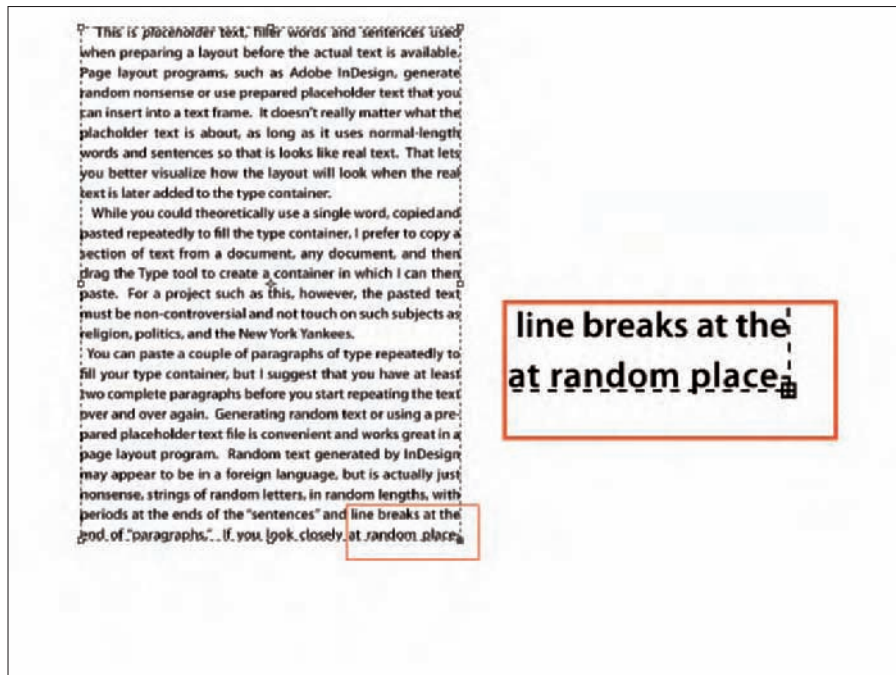 This is placeholder text, filler words and sentences used
when preparing a layout before the actual text is available.
Page layout programs, such as Adobe InDesign, generate
random nonsense or use prepared placeholder text that you
can insert into a text frame. It doesn't really matter what the
placholder text is about, as long as it uses normal-length
words and sentences so that is looks like real text. That lets
you better visualize how the layout will look when the real
text is later added to the type container.
While you could theoretically use a single word, copied and
pasted repeatedly to fill the type container, I prefer to copy a
section of text from a document, any document, and then
drag the Type tool to create a container in which I can then
paste. For a project such as this, however, the pasted text
must be non-controversial and not touch on such subjects as
religion, politics, and the New York Yankees.
You can paste a couple of paragraphs of type repeatedly to
fill your type container, but I suggest that you have at least
two complete paragraphs before you start repeating the text
over and over again. Generating random text or using a pre-
pared placeholder text file is convenient and works great in a
page layout program. Random text generated by InDesign
may appear to be in a foreign language, but is actually just
nonsense, strings of random letters, in random lengths, with
periods at the ends of the "sentences" and line breaks at the
end of "paragraphs." If you look closely at random place
line breaks at the
at random place